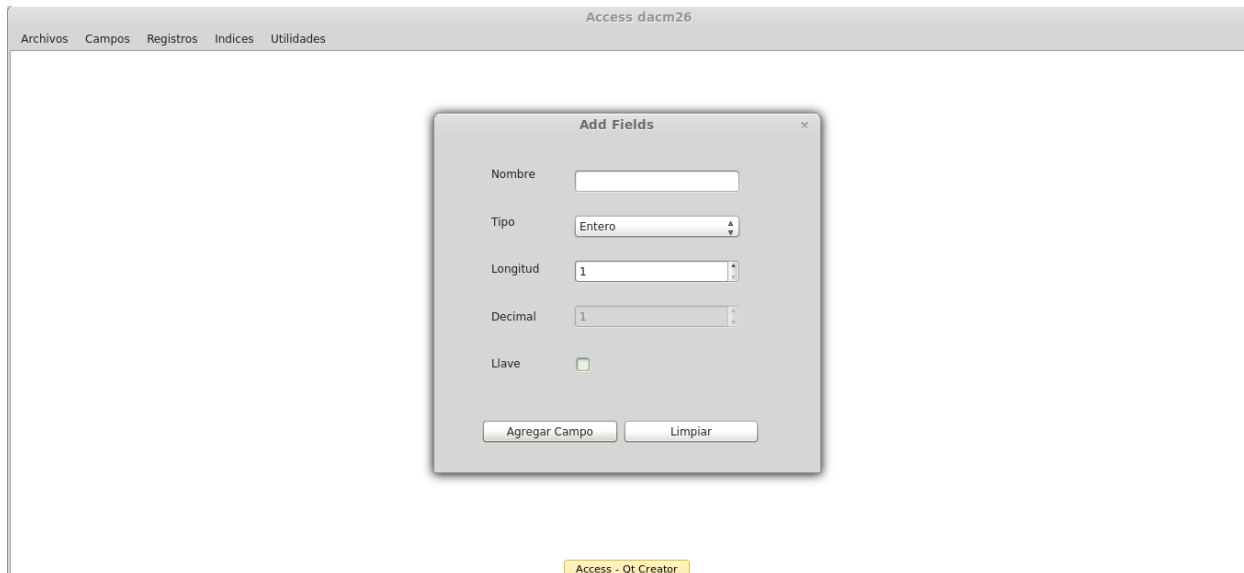 Access dacm26
Archivos Campos Registros Indices Utilidades
Add Fields
Nombre
Tipo Entero
Longitud 1
Decimal 1
Llave
Agregar Campo Limpiar
Access - Qt Creator